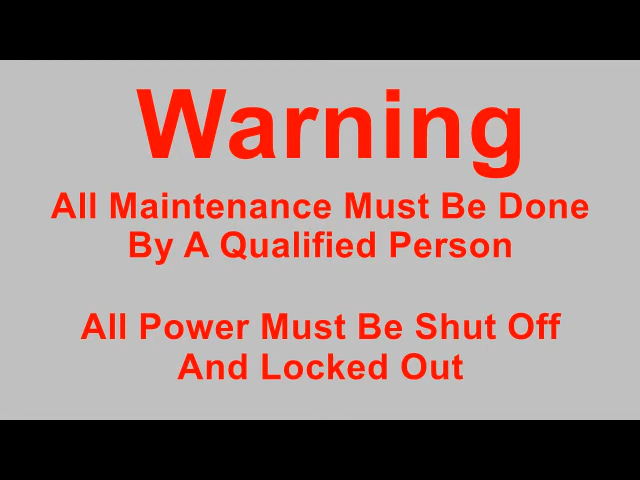 Warning
All Maintenance Must Be Done
By A Qualified Person
All Power Must Be Shut Off
And Locked Out